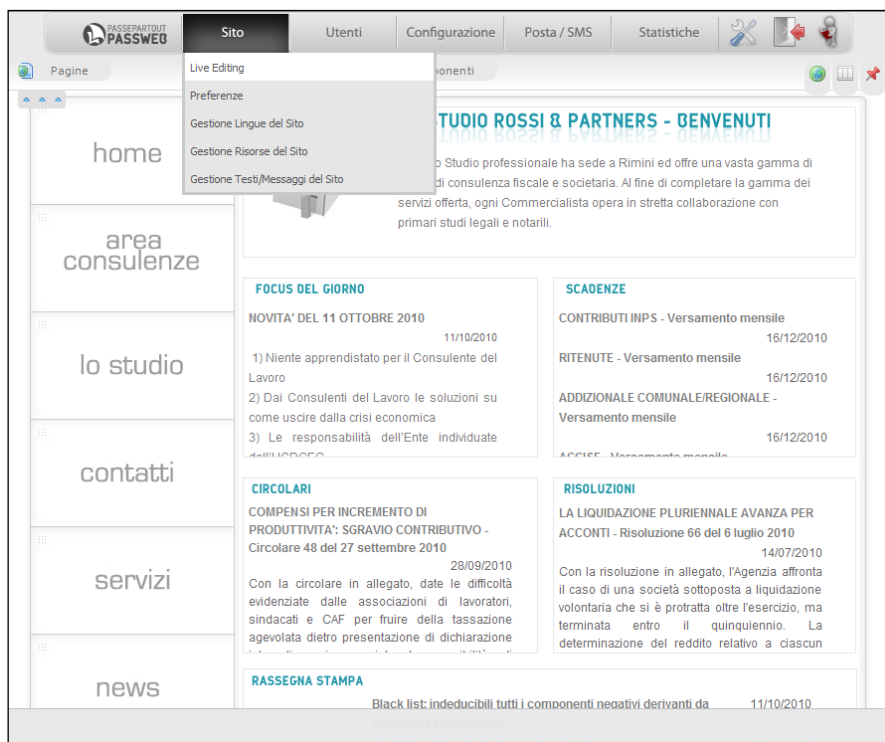 PASSEPARTOUT
PASSWEB
Sito
Utenti
Configurazione
Posta / SMS
Statistiche
Pagine
onenti
Live Editing
Preferenze
Gestione Lingue del Sito
Gestione Risorse del Sito
Gestione Testi/Messaggi del Sito
home
area
consulenze
lo studio
contatti
servizi
news
TUDIO ROSSI & PARTNERS - BENVENUTI
o Studio professionale ha sede a Rimini ed offre una vasta gamma di
di consulenza fiscale e societaria. Al fine di completare la gamma dei
servizi offerta, ogni Commercialista opera in stretta collaborazione con
primari studi legali e notarili.
FOCUS DEL GIORNO
NOVITA' DEL 11 OTTOBRE 2010
11/10/2010
1) Niente apprendistato per il Consulente del
Lavoro
2) Dai Consulenti del Lavoro le soluzioni su
come uscire dalla crisi economica
3) Le responsabilità dell'Ente individuate
SCADENZE
CONTRIBUTI INPS - Versamento mensile
16/12/2010
RITENUTE - Versamento mensile
16/12/2010
ADDIZIONALE COMUNALE/REGIONALE -
Versamento mensile
16/12/2010
ACCISE - Versamento mensile
CIRCOLARI
COMPENSI PER INCREMENTO DI
PRODUTTIVITA': SGRAVIO CONTRIBUTIVO -
Circolare 48 del 27 settembre 2010
28/09/2010
Con la circolare in allegato, date le difficoltà
evidenziate dalle associazioni di lavoratori,
sindacati e CAF per fruire della tassazione
agevolata dietro presentazione di dichiarazione
RISOLUZIONI
LA LIQUIDAZIONE PLURIENNALE AVANZA PER
ACCONTI - Risoluzione 66 del 6 luglio 2010
14/07/2010
Con la risoluzione in allegato, l'Agenzia affronta
il caso di una società sottoposta a liquidazione
volontaria che si è protratta oltre l'esercizio, ma
terminata entro il quinquiennio. La
determinazione del reddito relativo a ciascun
RASSEGNA STAMPA
Black list: indeducibili tutti i componenti negativi derivanti da
11/10/2010